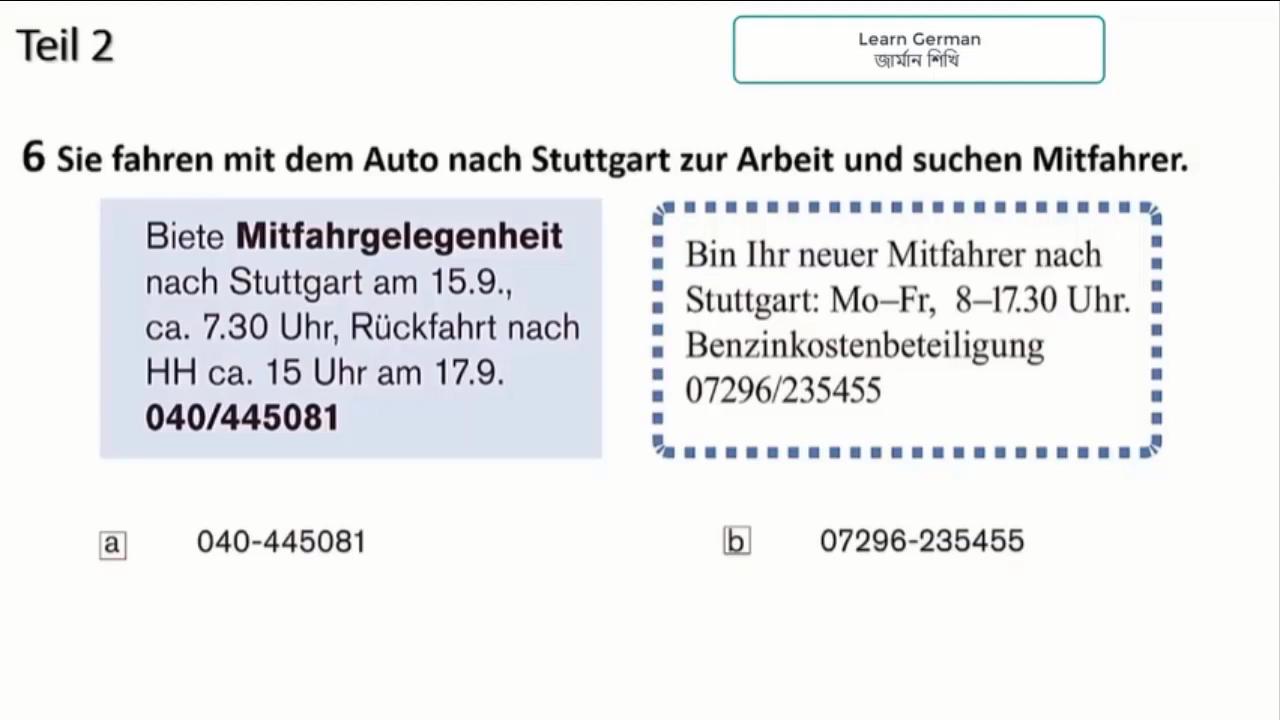 Teil 2
Learn German
জার্মান শিখি
6 Sie fahren mit dem Auto nach Stuttgart zur Arbeit und suchen Mitfahrer.
Biete Mitfahrgelegenheit
nach Stuttgart am 15.9.,
ca. 7.30 Uhr, Rückfahrt nach
HH ca. 15 Uhr am 17.9.
040/445081
Bin Ihr neuer Mitfahrer nach
Stuttgart: Mo–Fr, 8–17.30 Uhr.
Benzinkostenbeteiligung
07296/235455
a 040-445081
b 07296-235455